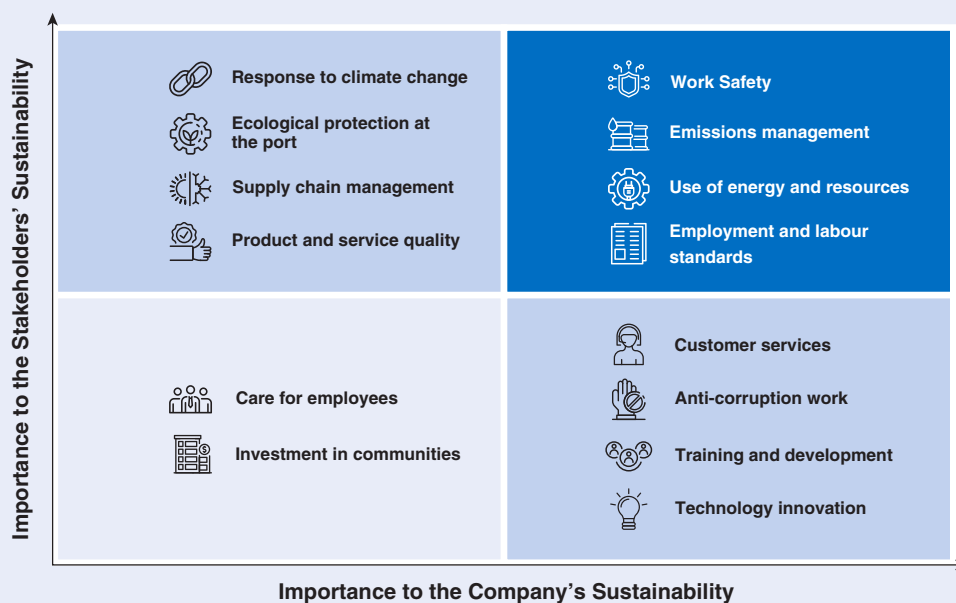 Importance to the Stakeholders' Sustainability
Response to climate change
Ecological protection at
the port
Supply chain management
Product and service quality
Work Safety
Emissions management
Use of energy and resources
Employment and labour
standards
Care for employees
Investment in communities
Customer services
Anti-corruption work
Training and development
Technology innovation
Importance to the Company's Sustainability